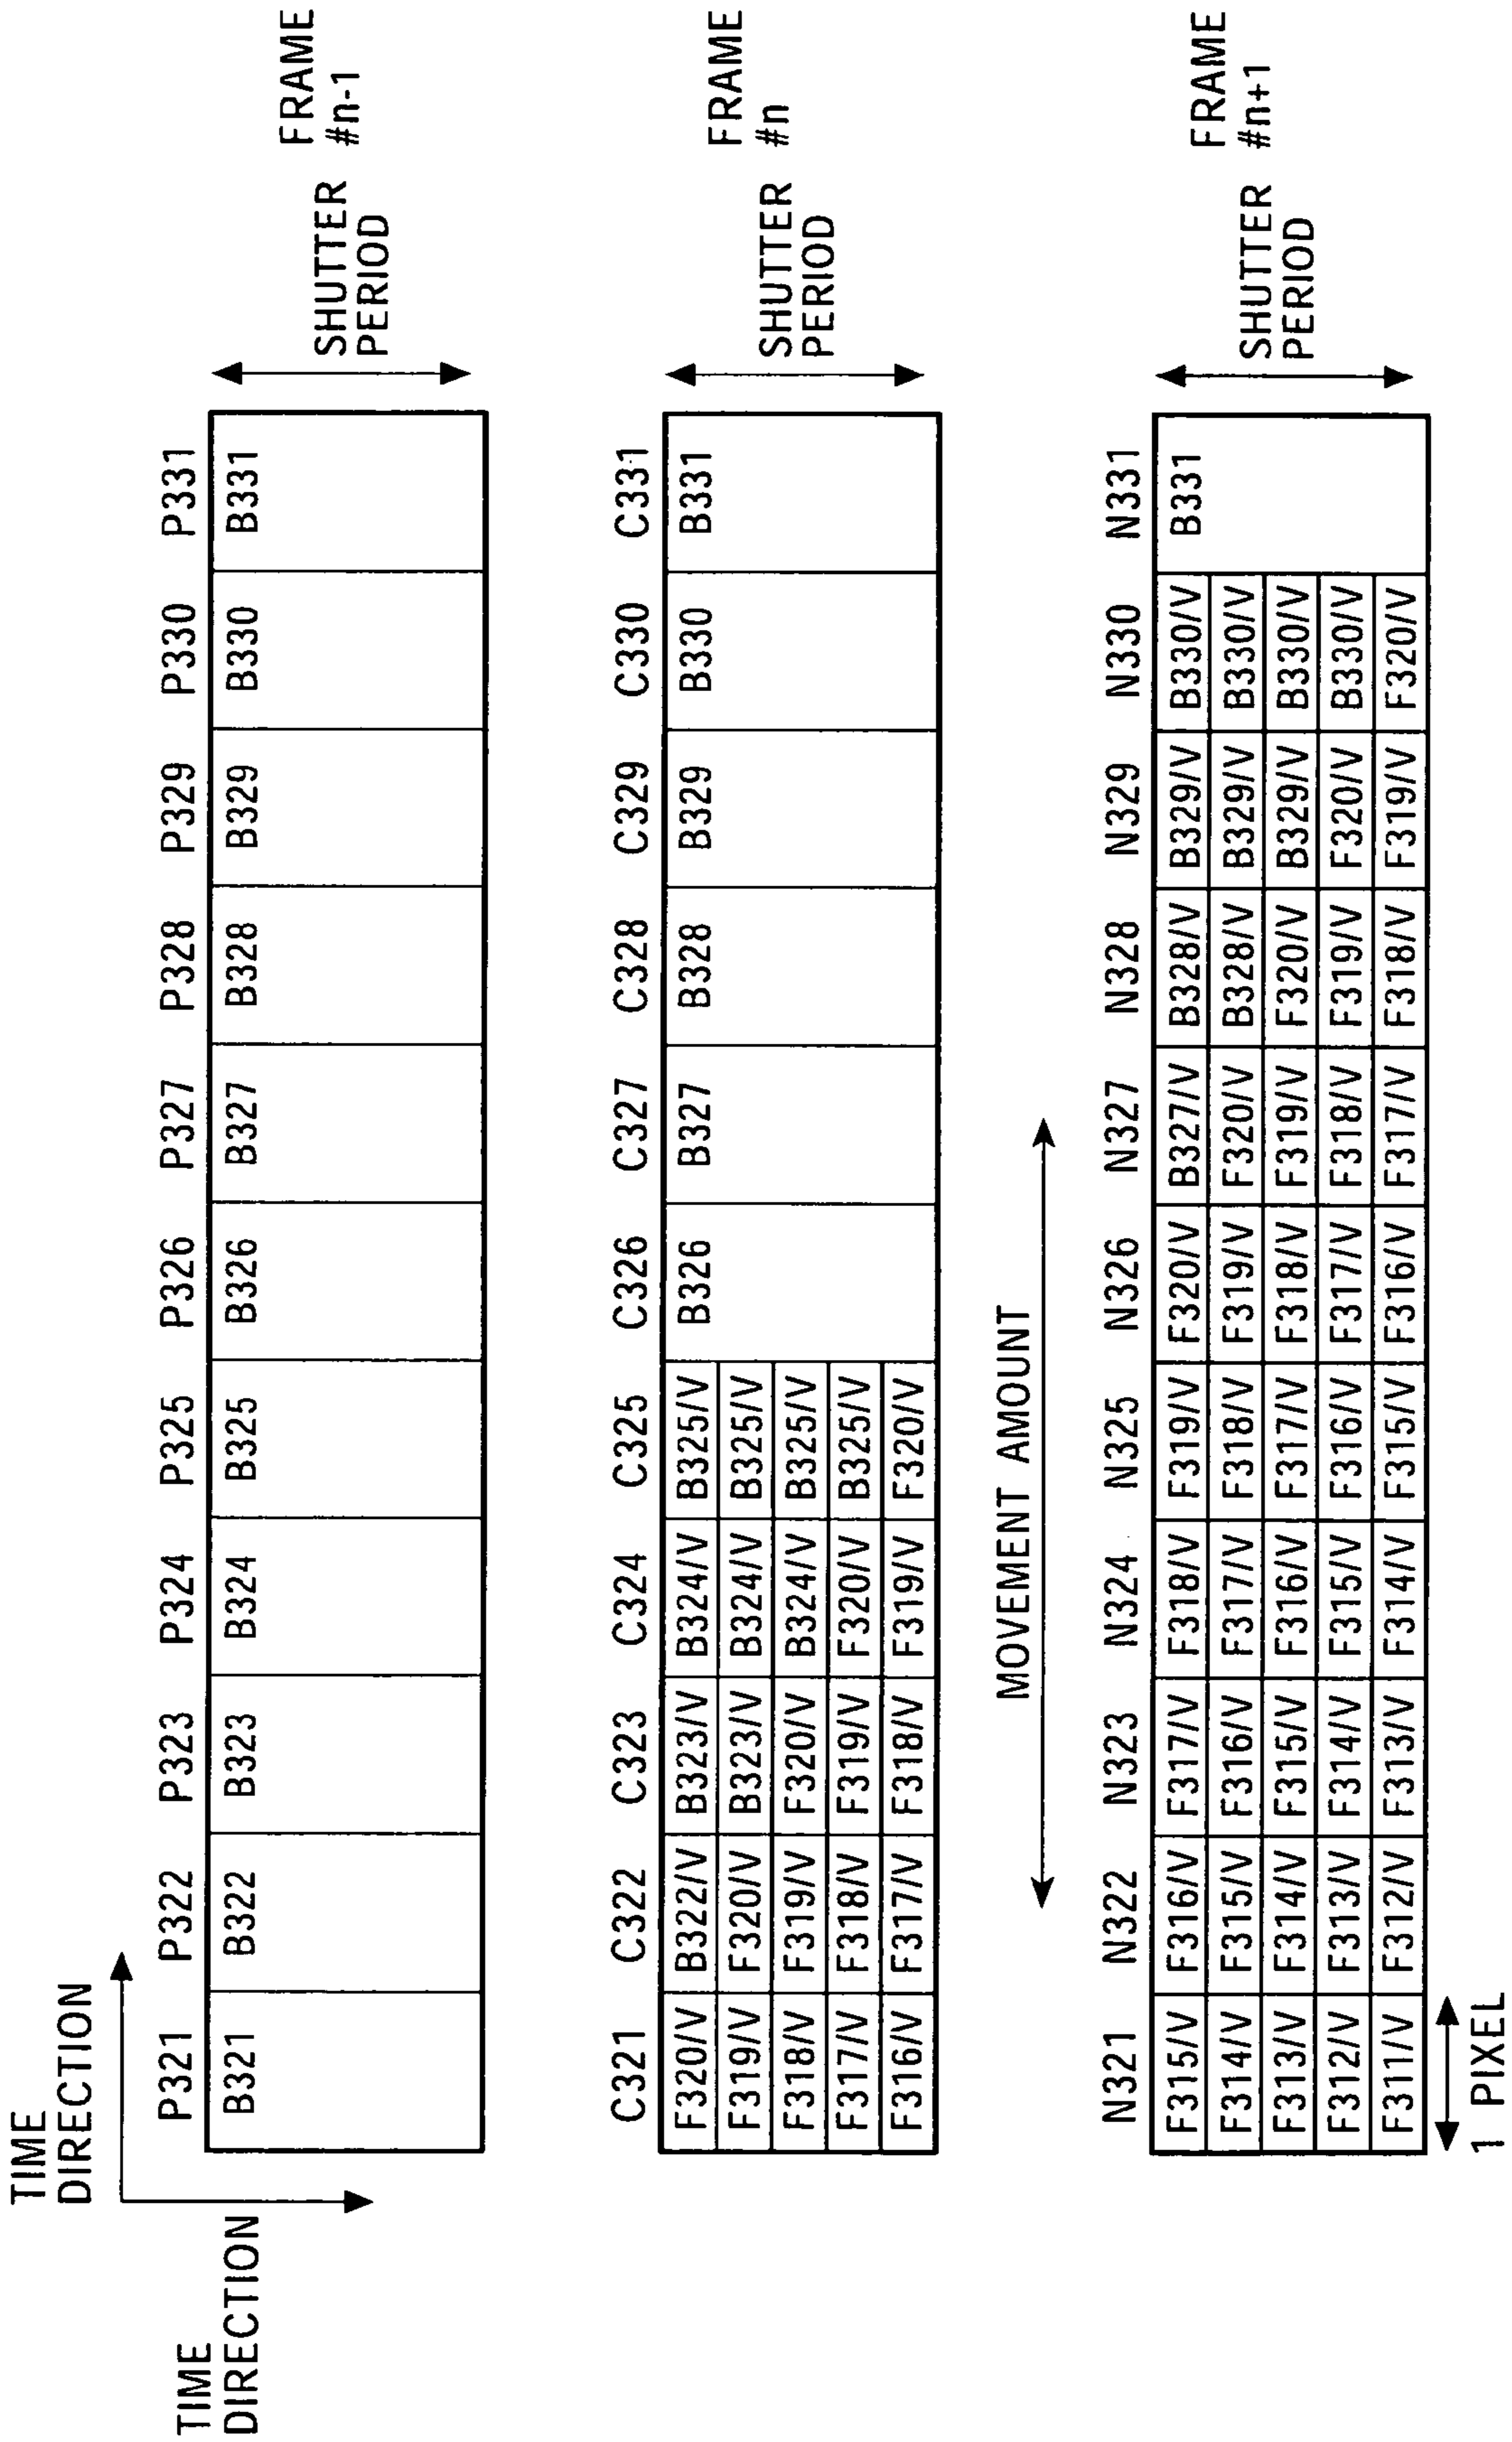 TIME
DIRECTION
TIME
DIRECTION
P321 P322 P323 P324 P325 P326 P327 P328 P329 P330 P331
B321 B322 B323 B324 B325 B326 B327 B328 B329 B330 B331
SHUTTER
PERIOD
FRAME
#n-1
C321 C322 C323 C324 C325 C326 C327 C328 C329 C330 C331
F320/V B322/V B323/V B324/V B325/V B326 B327 B328 B329 B330 B331
F319/V F320/V B323/V B324/V B325/V
F318/V F319/V F320/V B324/V B325/V
F317/V F318/V F319/V F320/V B325/V
F316/V F317/V F318/V F319/V F320/V
SHUTTER
PERIOD
FRAME
#n
MOVEMENT AMOUNT
N321 N322 N323 N324 N325 N326 N327 N328 N329 N330 N331
F315/V F316/V F317/V F318/V F319/V F320/V B327/V B328/V B329/V B330/V B331
F314/V F315/V F316/V F317/V F318/V F319/V F320/V B328/V B329/V B330/V
F313/V F314/V F315/V F316/V F317/V F318/V F319/V F320/V B329/V B330/V
F312/V F313/V F314/V F315/V F316/V F317/V F318/V F319/V F320/V B330/V
F311/V F312/V F313/V F314/V F315/V F316/V F317/V F318/V F319/V F320/V
SHUTTER
PERIOD
FRAME
#n+1
1 PIXEL